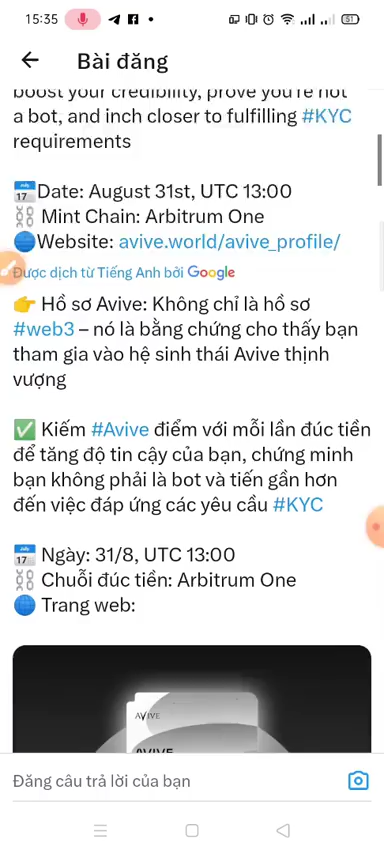 15:35
51
Bài đăng
boost your credibility, prove you're not
a bot, and inch closer to fulfilling #KYC
requirements
17 Date: August 31st, UTC 13:00
Mint Chain: Arbitrum One
Website: avive.world/avive_profile/
Được dịch từ Tiếng Anh bởi Google
Hồ sơ Avive: Không chỉ là hồ sơ
#web3 – nó là bằng chứng cho thấy bạn
tham gia vào hệ sinh thái Avive thịnh
vượng
Kiếm #Avive điểm với mỗi lần đúc tiền
để tăng độ tin cậy của bạn, chứng minh
bạn không phải là bot và tiến gần hơn
đến việc đáp ứng các yêu cầu #KYC
17 Ngày: 31/8, UTC 13:00
Chuỗi đúc tiền: Arbitrum One
Trang web:
AVIVE
AVIVE
Đăng câu trả lời của bạn